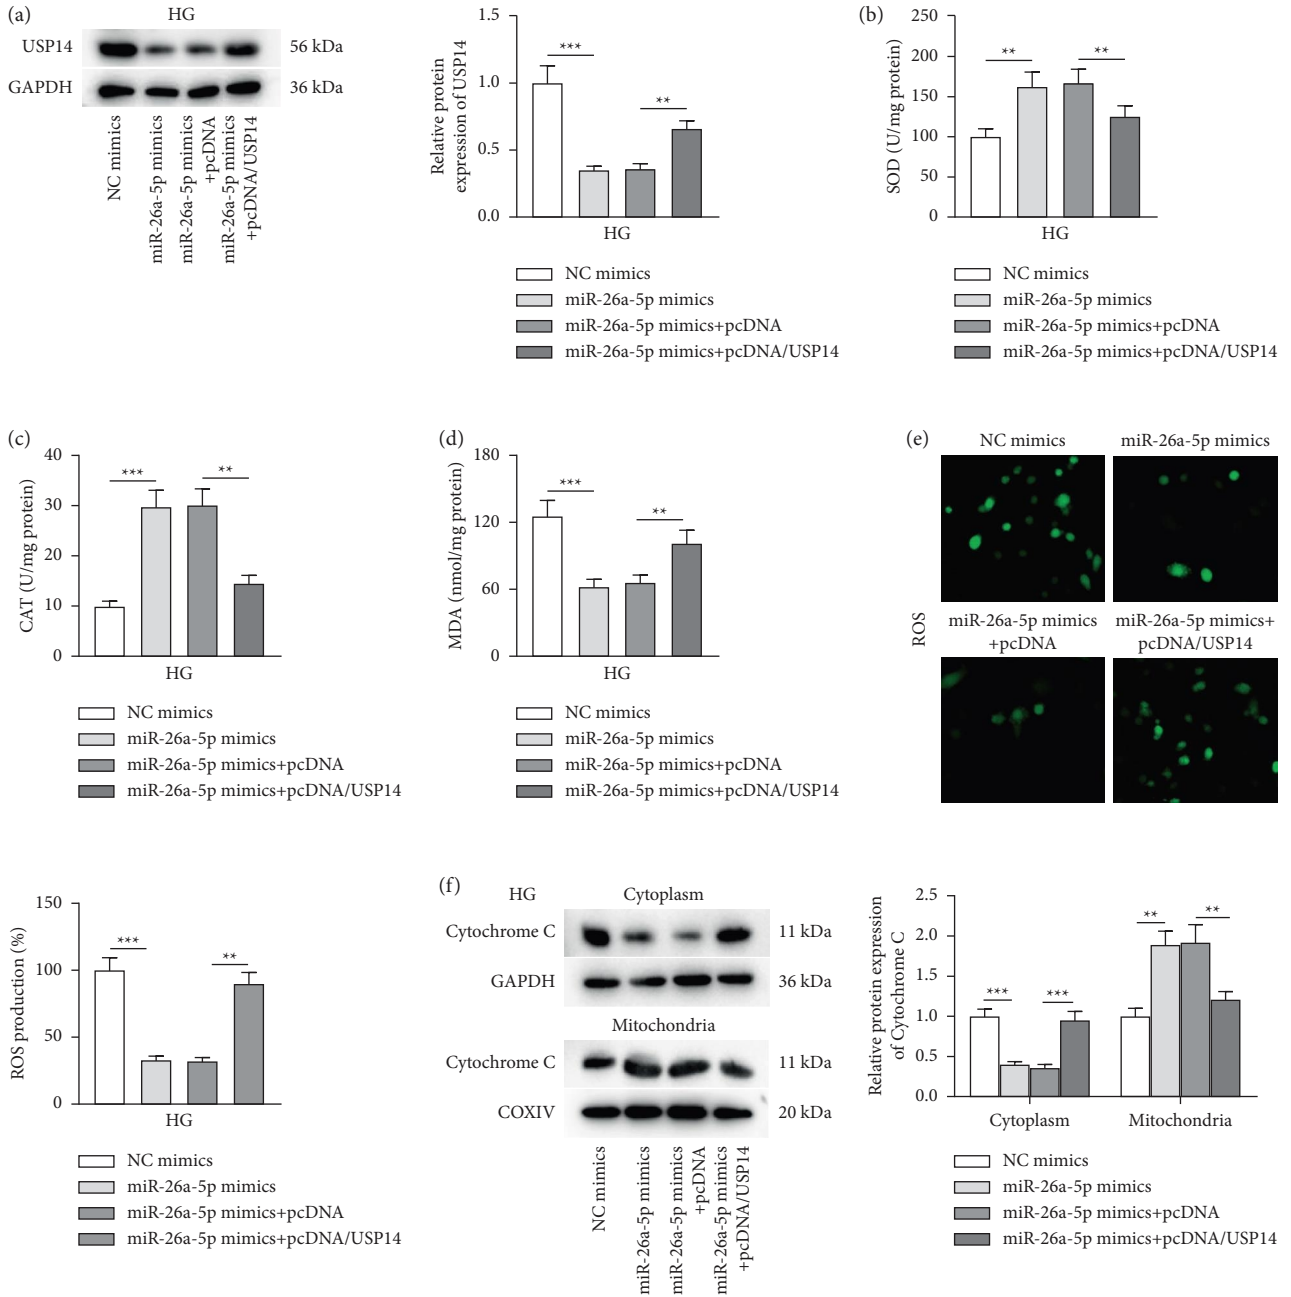 (a)
HG
USP14
56 kDa
GAPDH
36 kDa
NC mimics
miR-26a-5p mimics
miR-26a-5p mimics
+pcDNA
miR-26a-5p mimics
+pcDNA/USP14
Relative protein
expression of USP14
1.5
1.0
0.5
0.0
***
**
HG
NC mimics
miR-26a-5p mimics
miR-26a-5p mimics+pcDNA
miR-26a-5p mimics+pcDNA/USP14
(b)
SOD (U/mg protein)
250
200
150
100
50
0
**
**
HG
NC mimics
miR-26a-5p mimics
miR-26a-5p mimics+pcDNA
miR-26a-5p mimics+pcDNA/USP14
(c)
CAT (U/mg protein)
40
30
20
10
0
***
**
HG
NC mimics
miR-26a-5p mimics
miR-26a-5p mimics+pcDNA
miR-26a-5p mimics+pcDNA/USP14
(d)
MDA (nmol/mg protein)
180
120
60
0
***
**
HG
NC mimics
miR-26a-5p mimics
miR-26a-5p mimics+pcDNA
miR-26a-5p mimics+pcDNA/USP14
(e)
NC mimics
miR-26a-5p mimics
ROS
miR-26a-5p mimics
+pcDNA
miR-26a-5p mimics+
pcDNA/USP14
ROS production (%)
150
100
50
0
***
**
HG
NC mimics
miR-26a-5p mimics
miR-26a-5p mimics+pcDNA
miR-26a-5p mimics+pcDNA/USP14
(f)
HG
Cytoplasm
Cytochrome C
11 kDa
GAPDH
36 kDa
Mitochondria
Cytochrome C
11 kDa
COXIV
20 kDa
NC mimics
miR-26a-5p mimics
miR-26a-5p mimics
+pcDNA
miR-26a-5p mimics
+pcDNA/USP14
Relative protein expression
of Cytochrome C
2.5
2.0
1.5
1.0
0.5
0.0
***
***
**
**
Cytoplasm
Mitochondria
NC mimics
miR-26a-5p mimics
miR-26a-5p mimics+pcDNA
miR-26a-5p mimics+pcDNA/USP14